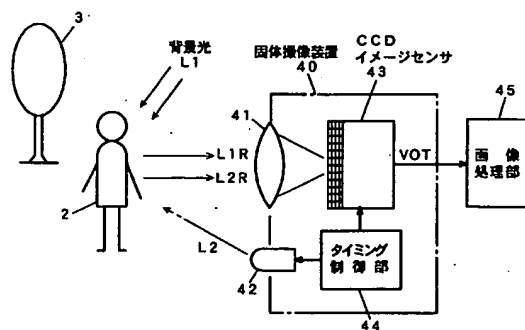 3
背景光
L1
固体撮像装置
40
CCD
イメージセンサ
43
41
45
L1R
L2R
VOT
画像
処理部
2
L2
42
タイミング
制御部
44